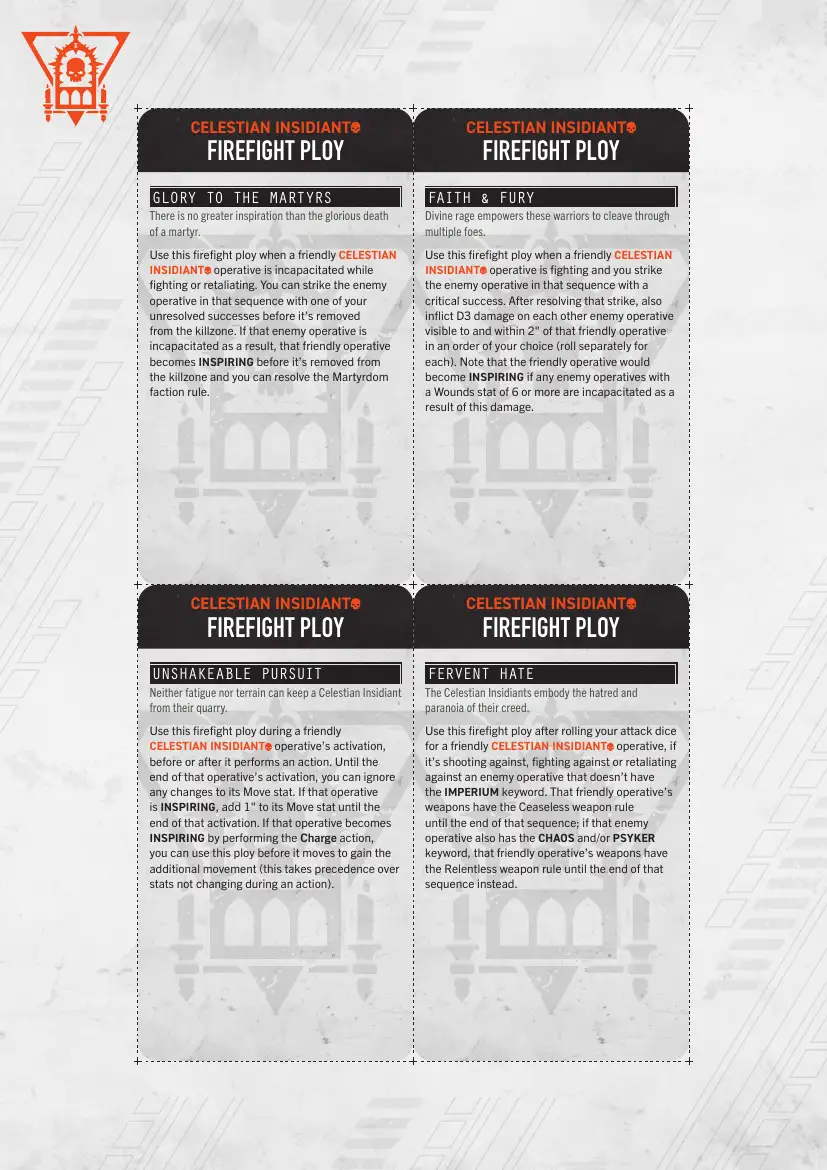 CELESTIAN INSIDIANT
FIREFIGHT PLOY
GLORY TO THE MARTYRS
There is no greater inspiration than the glorious death
of a martyr.
Use this firefight ploy when a friendly CELESTIAN
INSIDIANT operative is incapacitated while
fighting or retaliating. You can strike the enemy
operative in that sequence with one of your
unresolved successes before it's removed
from the killzone. If that enemy operative is
incapacitated as a result, that friendly operative
becomes INSPIRING before it's removed from
the killzone and you can resolve the Martyrdom
faction rule.
CELESTIAN INSIDIANT
FIREFIGHT PLOY
FAITH & FURY
Divine rage empowers these warriors to cleave through
multiple foes.
Use this firefight ploy when a friendly CELESTIAN
INSIDIANT operative is fighting and you strike
the enemy operative in that sequence with a
critical success. After resolving that strike, also
inflict D3 damage on each other enemy operative
visible to and within 2" of that friendly operative
in an order of your choice (roll separately for
each). Note that the friendly operative would
become INSPIRING if any enemy operatives with
a Wounds stat of 6 or more are incapacitated as a
result of this damage.
CELESTIAN INSIDIANT
FIREFIGHT PLOY
UNSHAKEABLE PURSUIT
Neither fatigue nor terrain can keep a Celestian Insidiant
from their quarry.
Use this firefight ploy during a friendly
CELESTIAN INSIDIANT operative's activation,
before or after it performs an action. Until the
end of that operative's activation, you can ignore
any changes to its Move stat. If that operative
is INSPIRING, add 1" to its Move stat until the
end of that activation. If that operative becomes
INSPIRING by performing the Charge action,
you can use this ploy before it moves to gain the
additional movement (this takes precedence over
stats not changing during an action).
CELESTIAN INSIDIANT
FIREFIGHT PLOY
FERVENT HATE
The Celestian Insidiants embody the hatred and
paranoia of their creed.
Use this firefight ploy after rolling your attack dice
for a friendly CELESTIAN INSIDIANT operative, if
it's shooting against, fighting against or retaliating
against an enemy operative that doesn't have
the IMPERIUM keyword. That friendly operative's
weapons have the Ceaseless weapon rule
until the end of that sequence; if that enemy
operative also has the CHAOS and/or PSYKER
keyword, that friendly operative's weapons have
the Relentless weapon rule until the end of that
sequence instead.